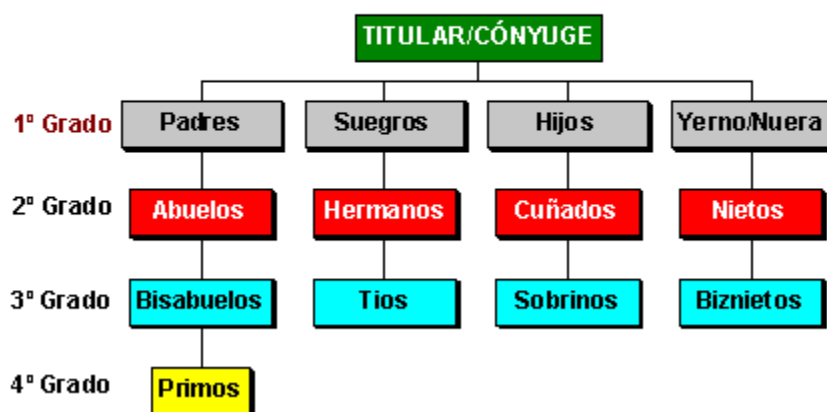 TITULAR/CÓNYUGE
1º Grado Padres Suegros Hijos Yerno/Nuera
2º Grado Abuelos Hermanos Cuñados Nietos
3º Grado Bisabuelos Tios Sobrinos Biznietos
4º Grado Primos